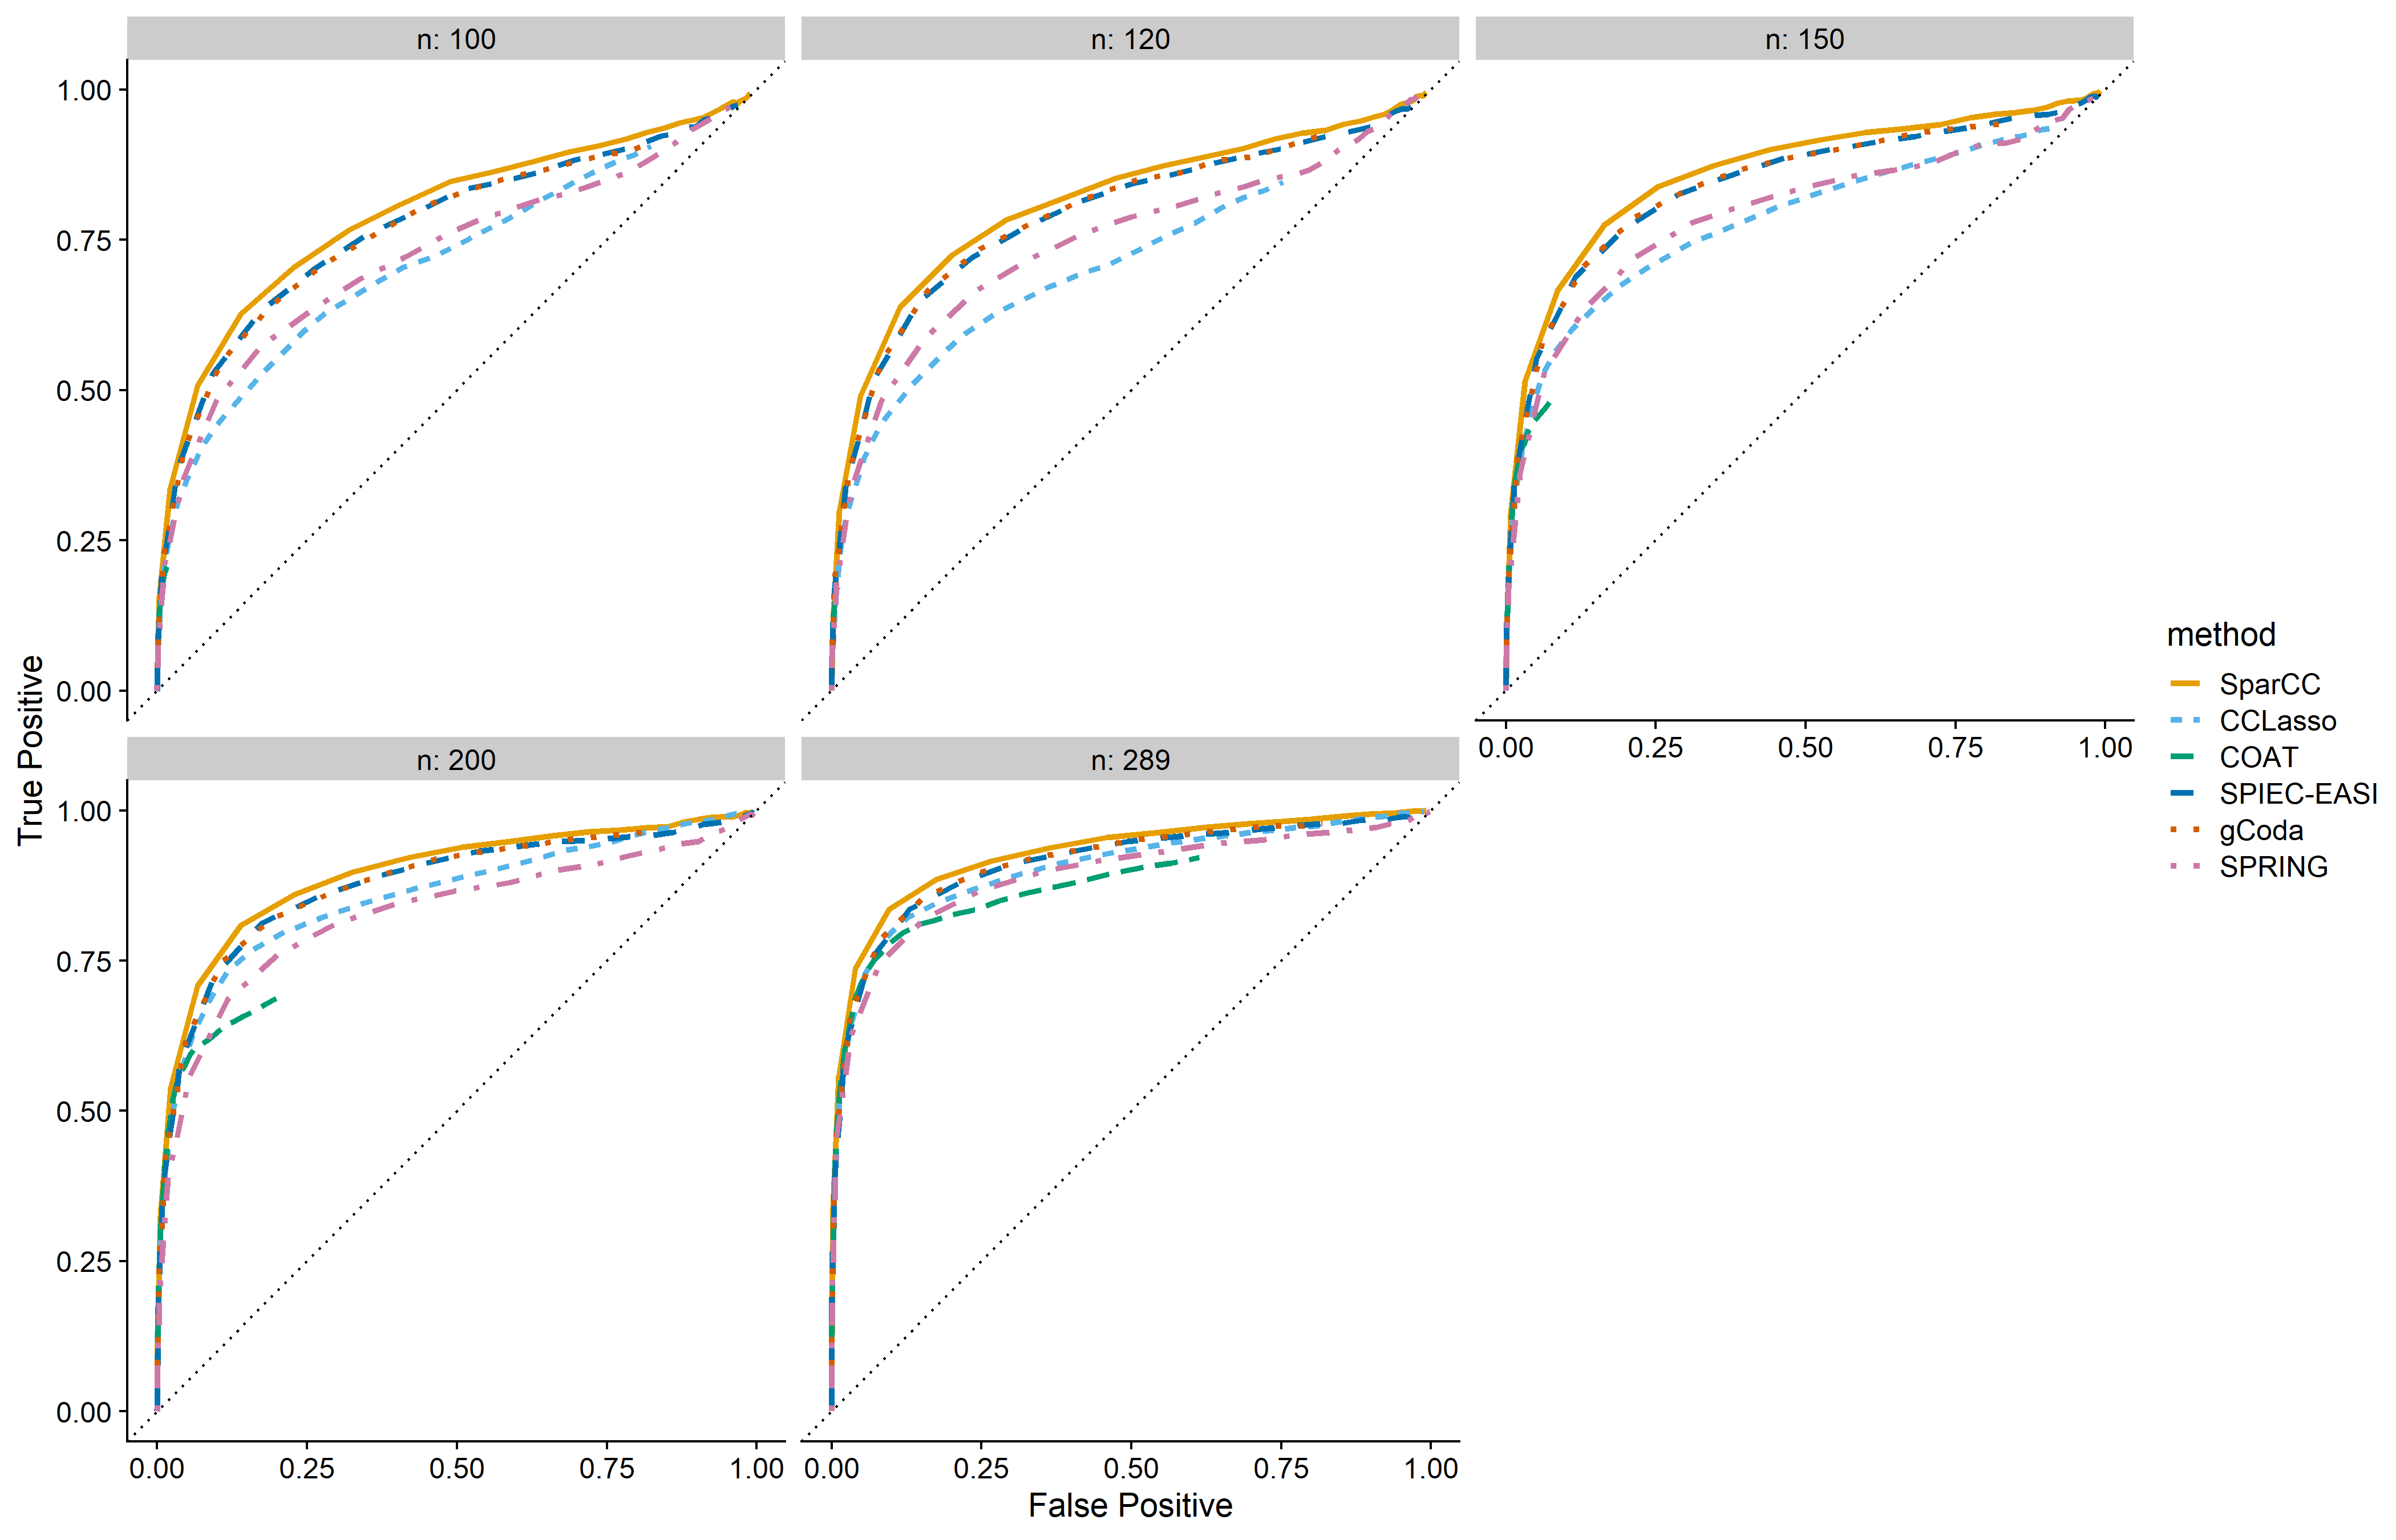 n: 100
n: 120
n: 150
1.00
0.75
0.50
0.25
0.00
0.00 0.25 0.50 0.75 1.00
True Positive
n: 200
n: 289
1.00
0.75
0.50
0.25
0.00
0.00 0.25 0.50 0.75 1.00
0.00 0.25 0.50 0.75 1.00
False Positive
method
SparCC
CCLasso
COAT
SPIEC-EASI
gCoda
SPRING